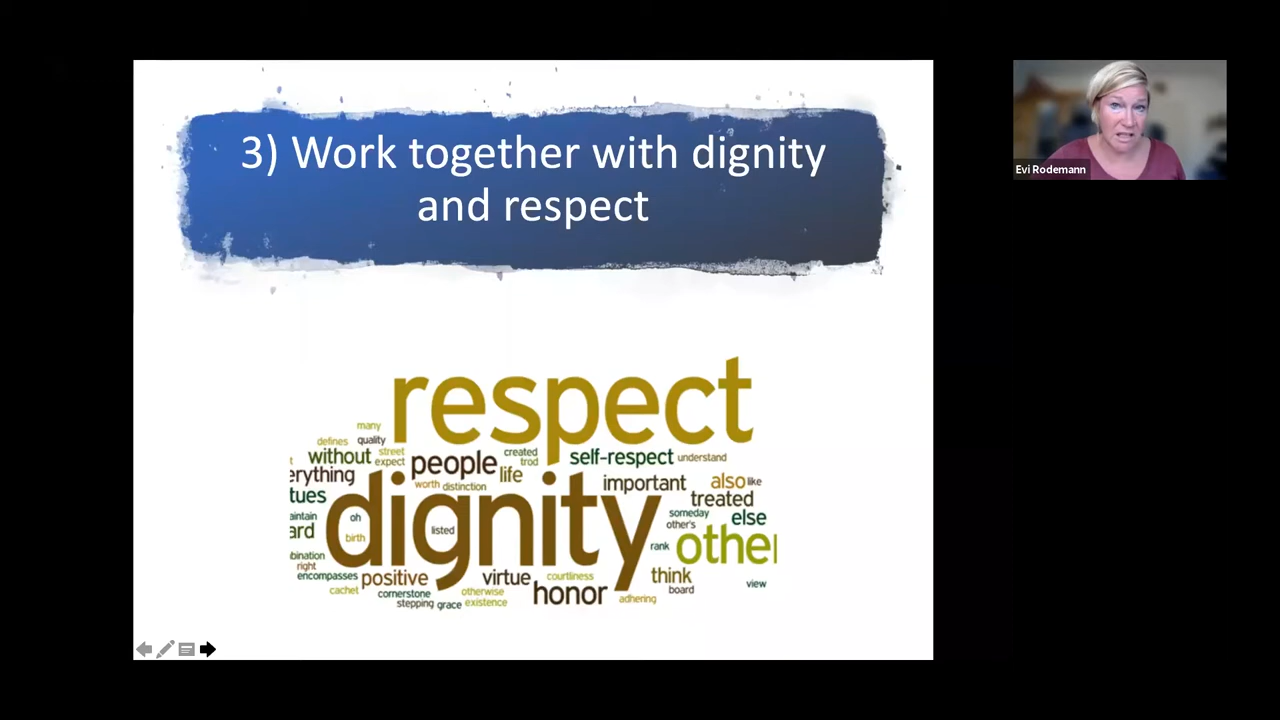 3) Work together with dignity
and respect
Evi Rodemann
respect
many
defines
quality
street
without
expect
people
created
trod
self-respect
understand
erything
life
worth
distinction
important
also
like
tues
dignity
treated
aintain
oh
someday
else
other's
ard
listed
birth
rank
othe
bination
right
encompasses
positive
virtue
courtliness
think
view
cachet
cornerstone
otherwise
honor
board
stepping
grace
existence
adhering